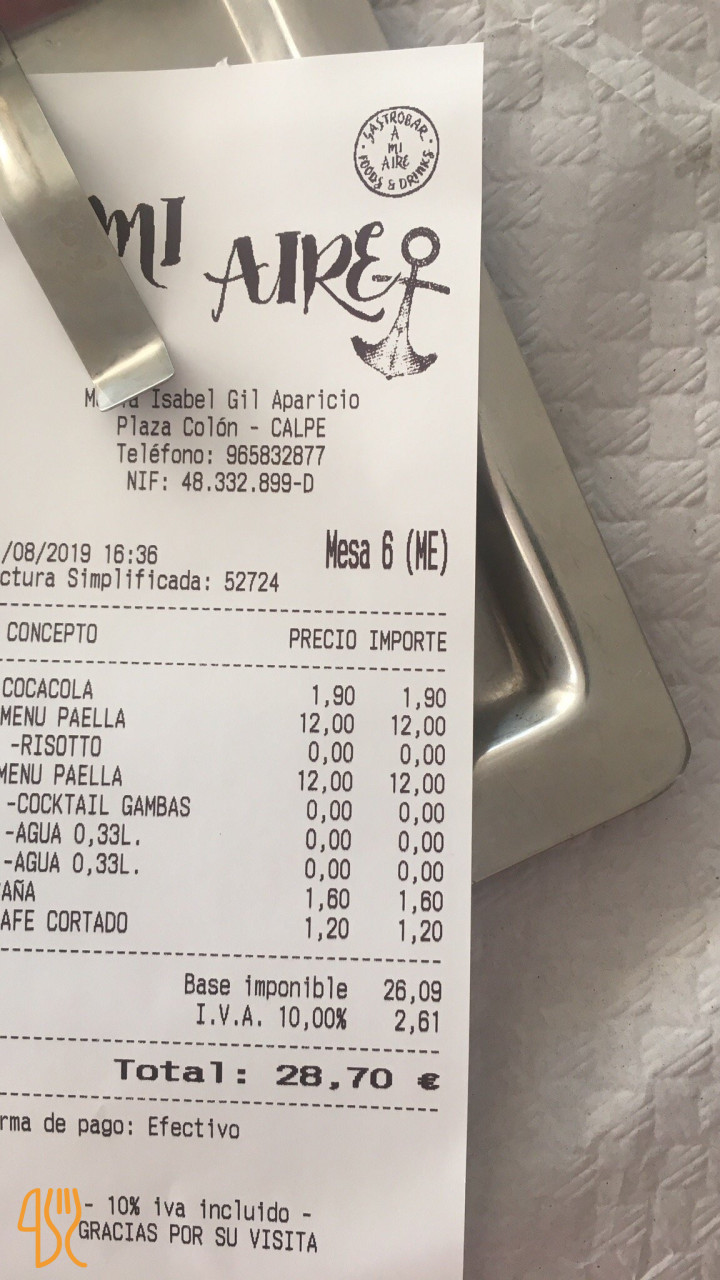 GASTROBAR A MI AIRE FOODS & DRINKS
MI AIRE
Isabel Gil Aparicio
Plaza Colón - CALPE
Teléfono: 965832877
NIF: 48.332.899-D
/08/2019 16:36 Mesa 6 (ME)
ctura Simplificada: 52724
CONCEPTO PRECIO IMPORTE
COCACOLA 1,90 1,90
MENU PAELLA 12,00 12,00
-RISOTTO 0,00 0,00
MENU PAELLA 12,00 12,00
-COCKTAIL GAMBAS 0,00 0,00
-AGUA 0,33L. 0,00 0,00
-AGUA 0,33L. 0,00 0,00
AÑA 1,60 1,60
AFE CORTADO 1,20 1,20
Base imponible 26,09
I.V.A. 10,00% 2,61
Total: 28,70 €
rma de pago: Efectivo
- 10% iva incluido -
GRACIAS POR SU VISITA